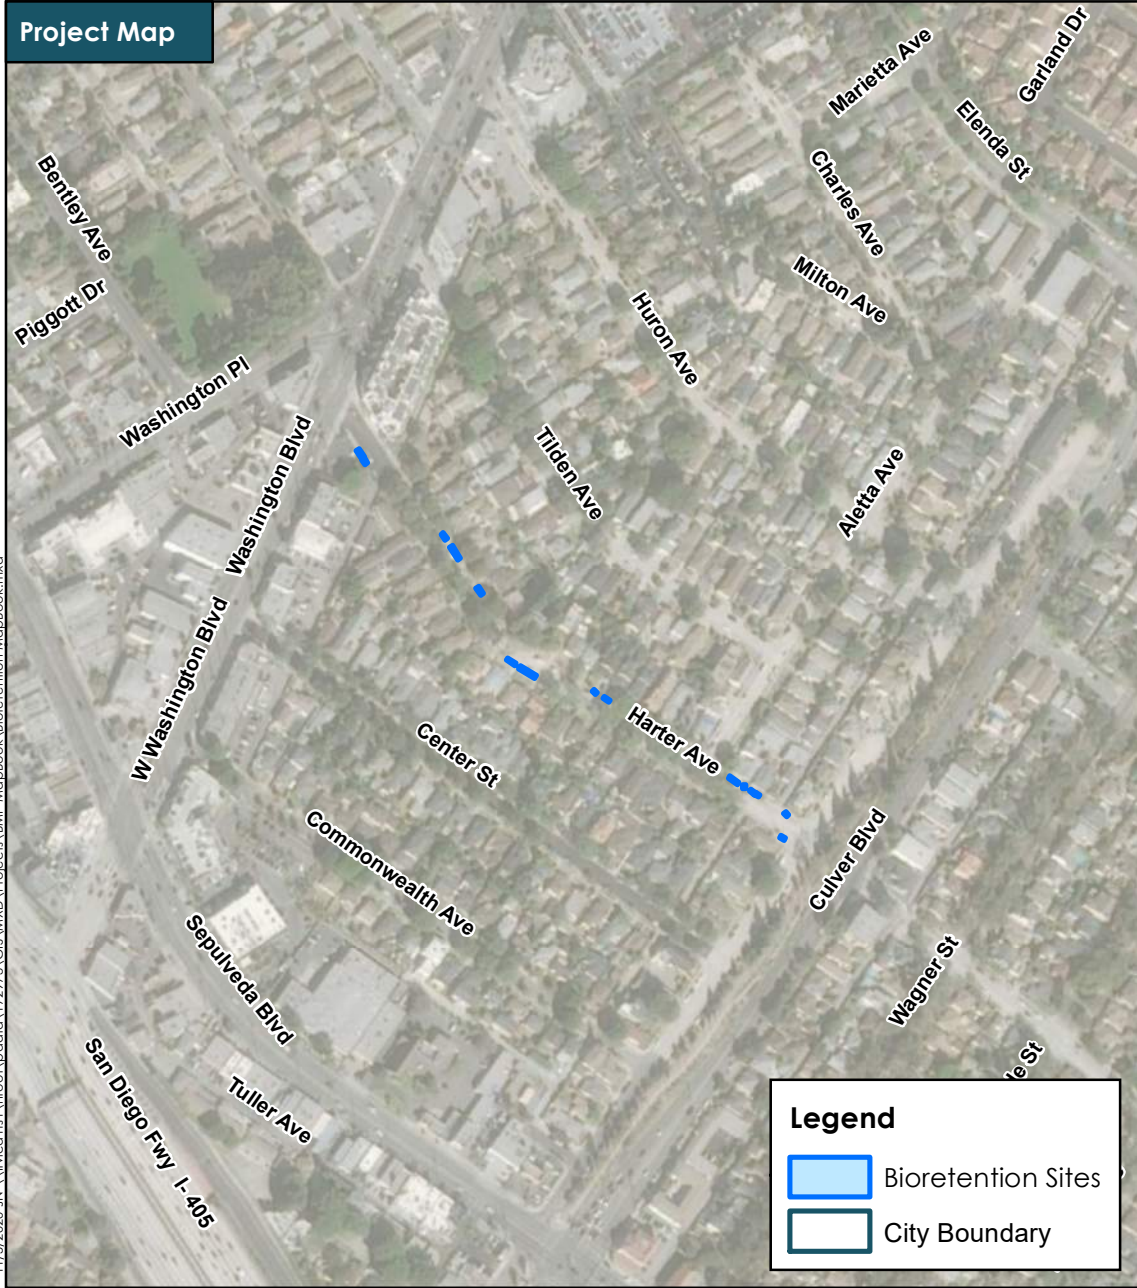 Project Map
Marietta Ave
Garland Dr
Elenda St
Charles Ave
Bentley Ave
Piggott Dr
Milton Ave
Huron Ave
Washington Pl
Washington Blvd
Tilden Ave
Aletta Ave
W Washington Blvd
Harter Ave
Center St
Commonwealth Ave
Culver Blvd
Sepulveda Blvd
Wagner St
San Diego Fwy I- 405
Tuller Ave
Legend
Bioretention Sites
City Boundary